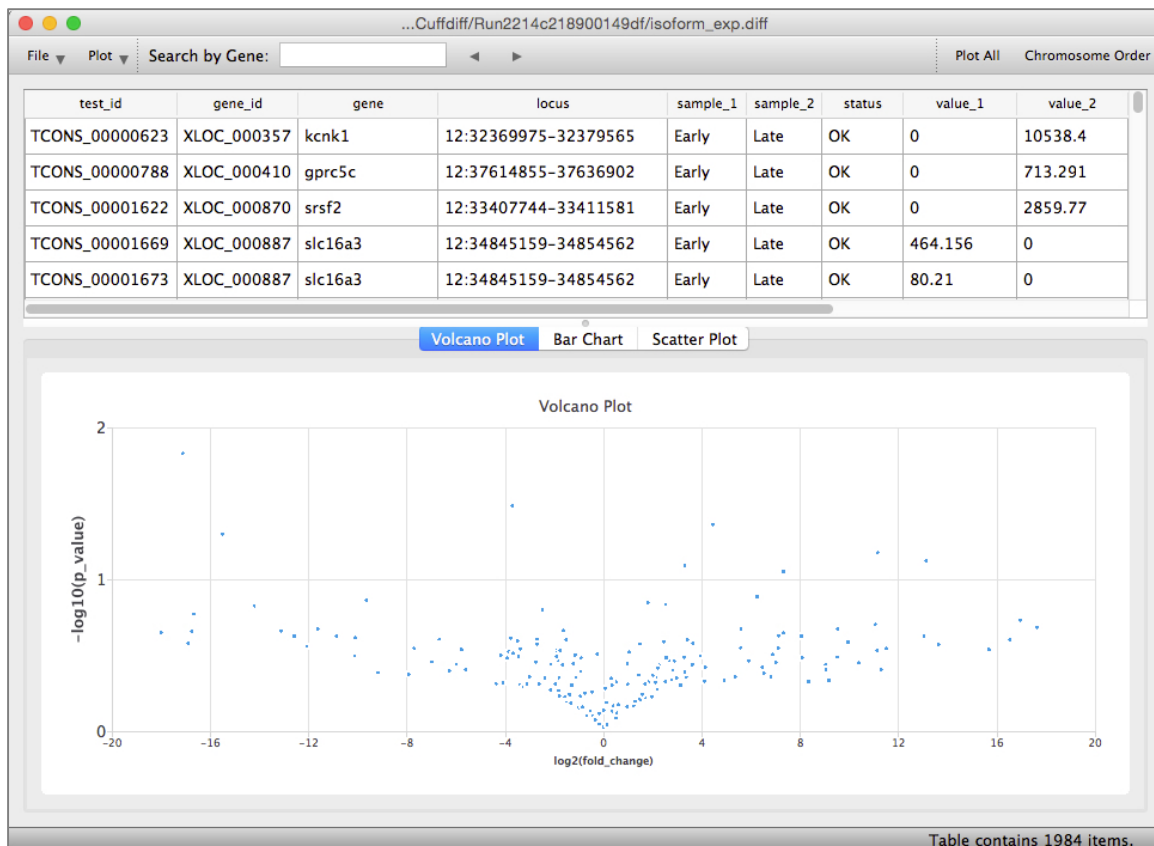 ...Cuffdiff/Run2214c218900149df/isoform_exp.diff
File Plot Search by Gene: Plot All Chromosome Order
test_id gene_id gene locus sample_1 sample_2 status value_1 value_2
TCONS_00000623 XLOC_000357 kcnk1 12:32369975-32379565 Early Late OK 0 10538.4
TCONS_00000788 XLOC_000410 gprc5c 12:37614855-37636902 Early Late OK 0 713.291
TCONS_00001622 XLOC_000870 srsf2 12:33407744-33411581 Early Late OK 0 2859.77
TCONS_00001669 XLOC_000887 slc16a3 12:34845159-34854562 Early Late OK 464.156 0
TCONS_00001673 XLOC_000887 slc16a3 12:34845159-34854562 Early Late OK 80.21 0
Volcano Plot Bar Chart Scatter Plot
Volcano Plot
2
-log10(p_value)
1
0
-20 -16 -12 -8 -4 0 4 8 12 16 20
log2(fold_change)
Table contains 1984 items.